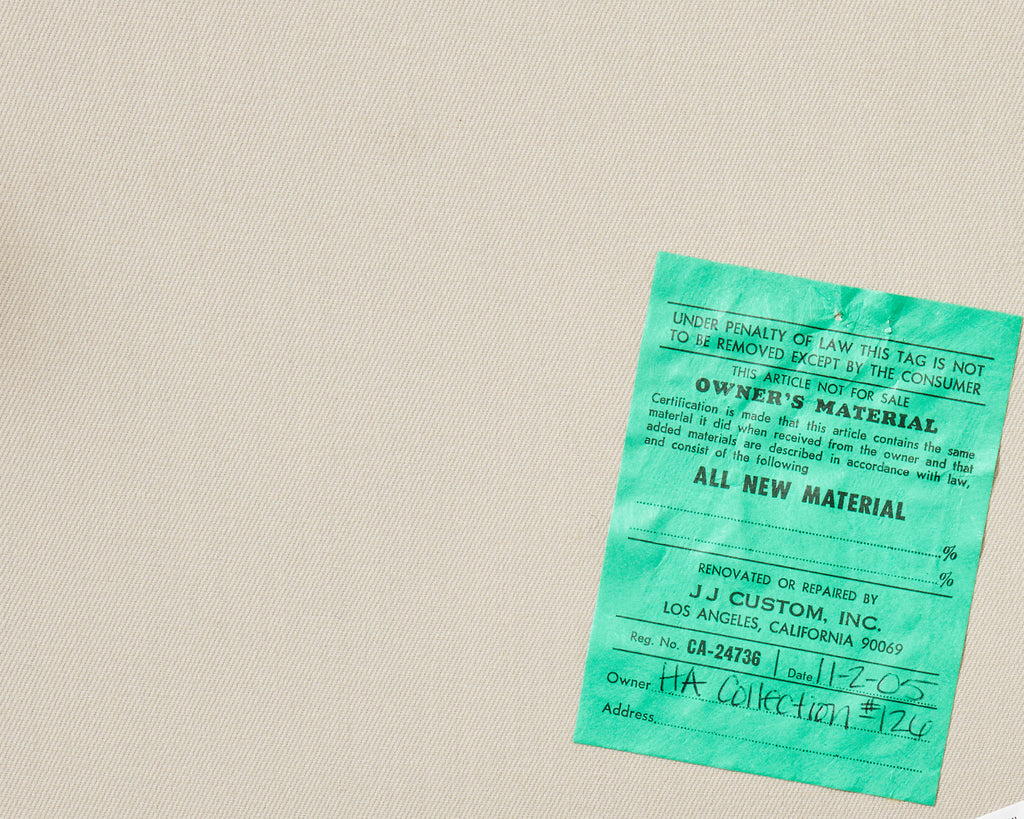 UNDER PENALTY OF LAW THIS TAG IS NOT
TO BE REMOVED EXCEPT BY THE CONSUMER
THIS ARTICLE NOT FOR SALE
OWNER'S MATERIAL
Certification is made that this article contains the same
material it did when received from the owner and that
added materials are described in accordance with law,
and consist of the following
ALL NEW MATERIAL
%
%
RENOVATED OR REPAIRED BY
JJ CUSTOM, INC.
LOS ANGELES, CALIFORNIA 90069
Reg. No. CA-24736 Date 11-2-05
Owner HA Collection #126
Address